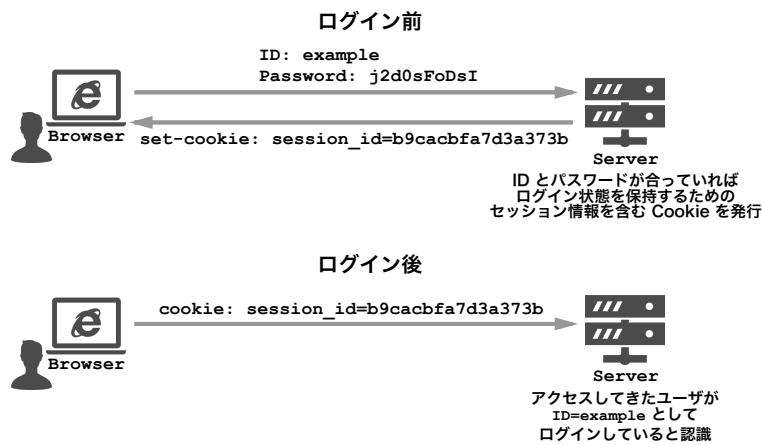 ログイン前
ID: example
Password: j2d0sFoDsI
Browser
set-cookie: session_id=b9cacbfa7d3a373b
Server
ID とパスワードが合っていれば
ログイン状態を保持するための
セッション情報を含む Cookie を発行
ログイン後
cookie: session_id=b9cacbfa7d3a373b
Browser
Server
アクセスしてきたユーザが
ID=example として
ログインしていると認識